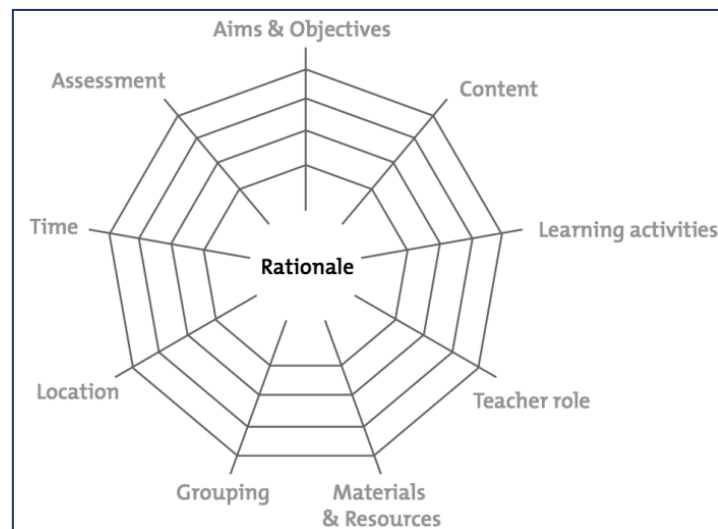 Aims & Objectives
Assessment
Content
Time
Learning activities
Rationale
Location
Teacher role
Grouping
Materials
& Resources